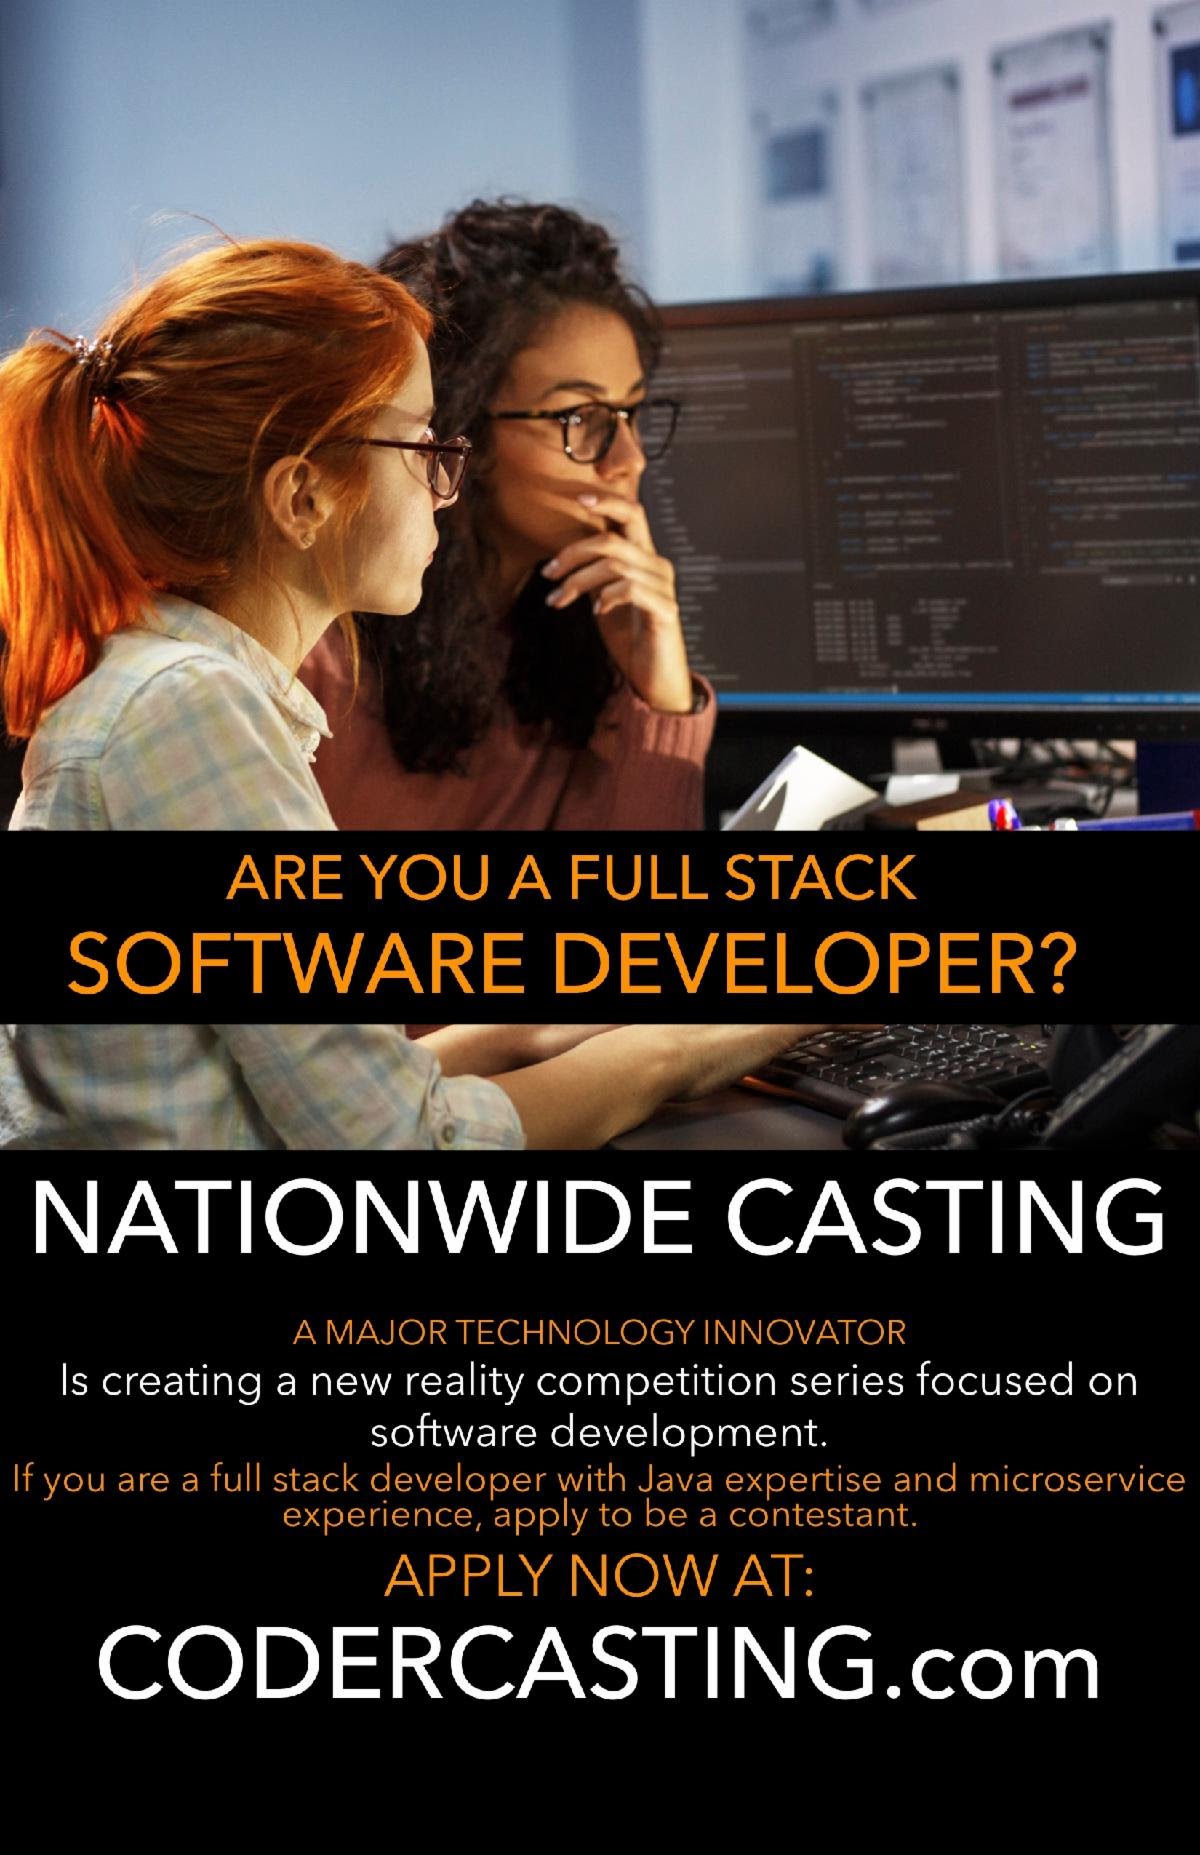 ARE YOU A FULL STACK
SOFTWARE DEVELOPER?
NATIONWIDE CASTING
A MAJOR TECHNOLOGY INNOVATOR
Is creating a new reality competition series focused on
software development.
If you are a full stack developer with Java expertise and microservice
experience, apply to be a contestant.
APPLY NOW AT:
CODERCASTING.com